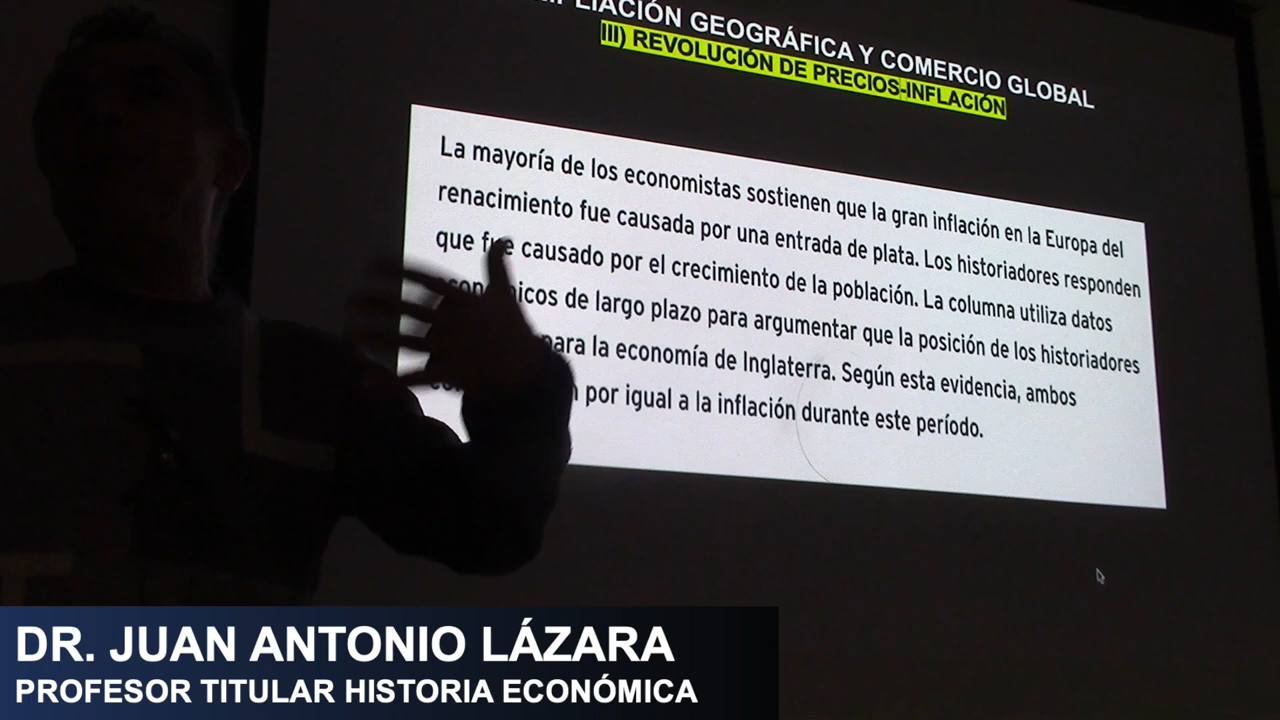 GEOGRÁFICA Y COMERCIO GLOBAL
III) REVOLUCIÓN DE PRECIOS-INFLACIÓN
La mayoría de los economistas sostienen que la gran inflación en la Europa del
renacimiento fue causada por una entrada de plata. Los historiadores responden
que fue causado por el crecimiento de la población. La columna utiliza datos
de largo plazo para argumentar que la posición de los historiadores
para la economía de Inglaterra. Según esta evidencia, ambos
por igual a la inflación durante este período.
DR. JUAN ANTONIO LÁZARA
PROFESOR TITULAR HISTORIA ECONÓMICA